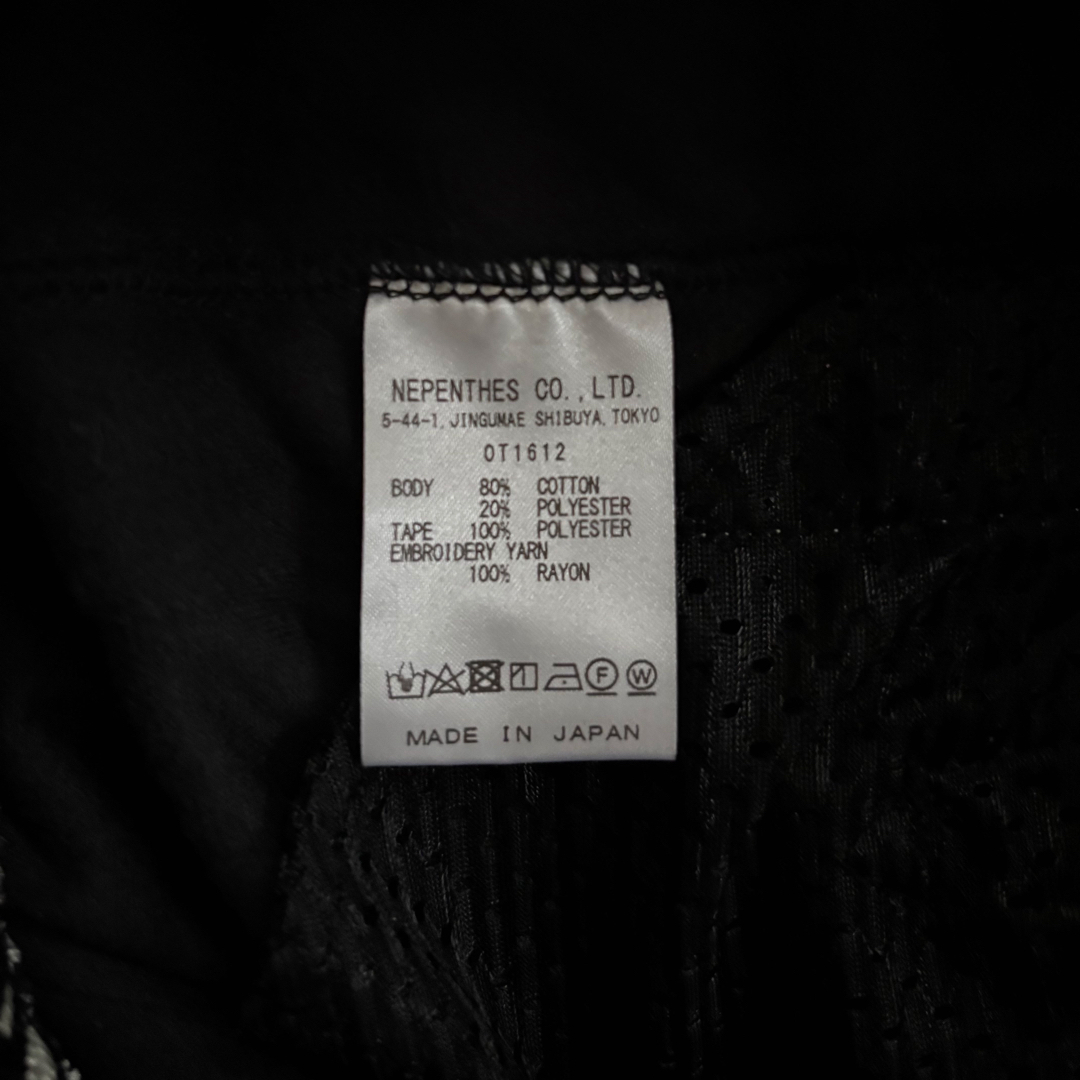 NEPENTHES CO.,LTD.
5-44-1, JINGUMAE SHIBUYA, TOKYO
OT1612
BODY 80% COTTON
20% POLYESTER
TAPE 100% POLYESTER
EMBROIDERY YARN
100% RAYON
F W
MADE IN JAPAN